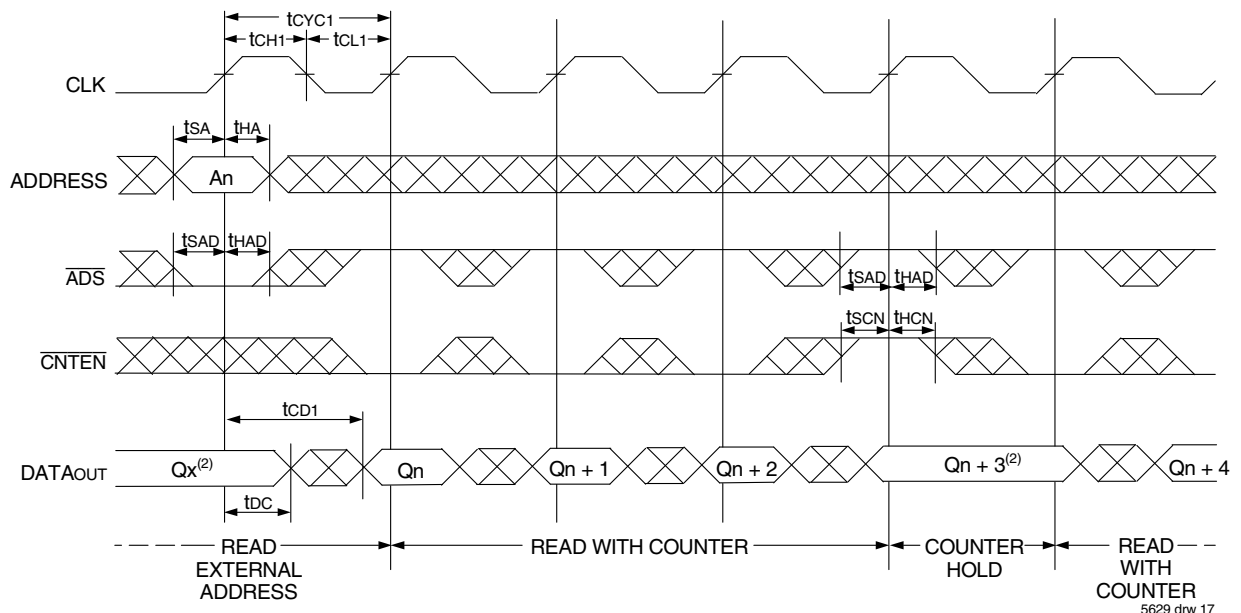 tCYC1
tCH1 tCL1
CLK
tSA tHA
ADDRESS An
tSAD tHAD
ADS
tSAD tHAD
tSCN tHCN
CNTEN
tCD1
DATAOUT Qx(2) Qn Qn + 1 Qn + 2 Qn + 3(2) Qn + 4
tDC
READ EXTERNAL ADDRESS
READ WITH COUNTER
COUNTER HOLD
READ WITH COUNTER
5629 drw 17